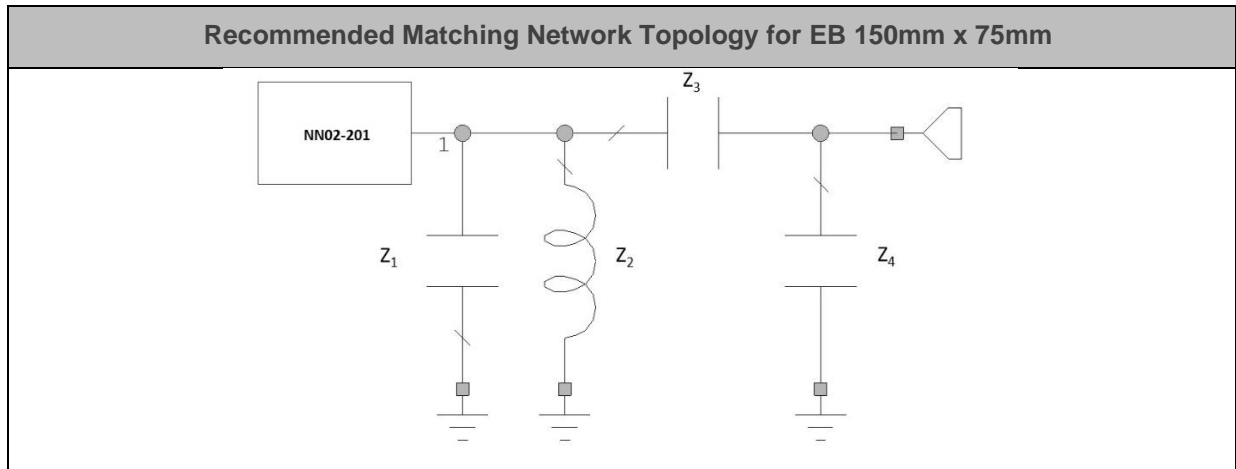 Recommended Matching Network Topology for EB 150mm x 75mm
Z₃
NN02-201
1
Z₁
Z₂
Z₄